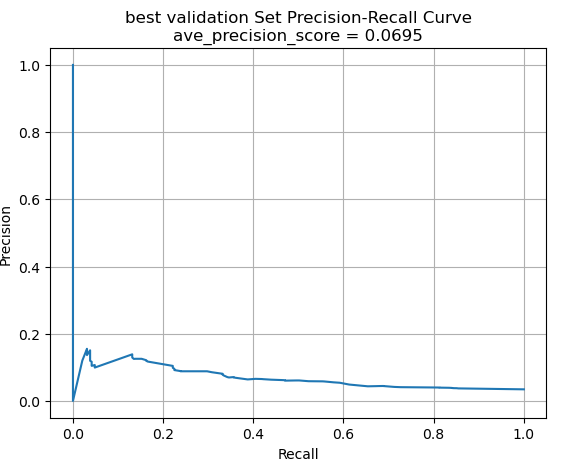 best validation Set Precision-Recall Curve
ave_precision_score = 0.0695
1.0
0.8
0.6
0.4
0.2
0.0
Precision
0.0 0.2 0.4 0.6 0.8 1.0
Recall